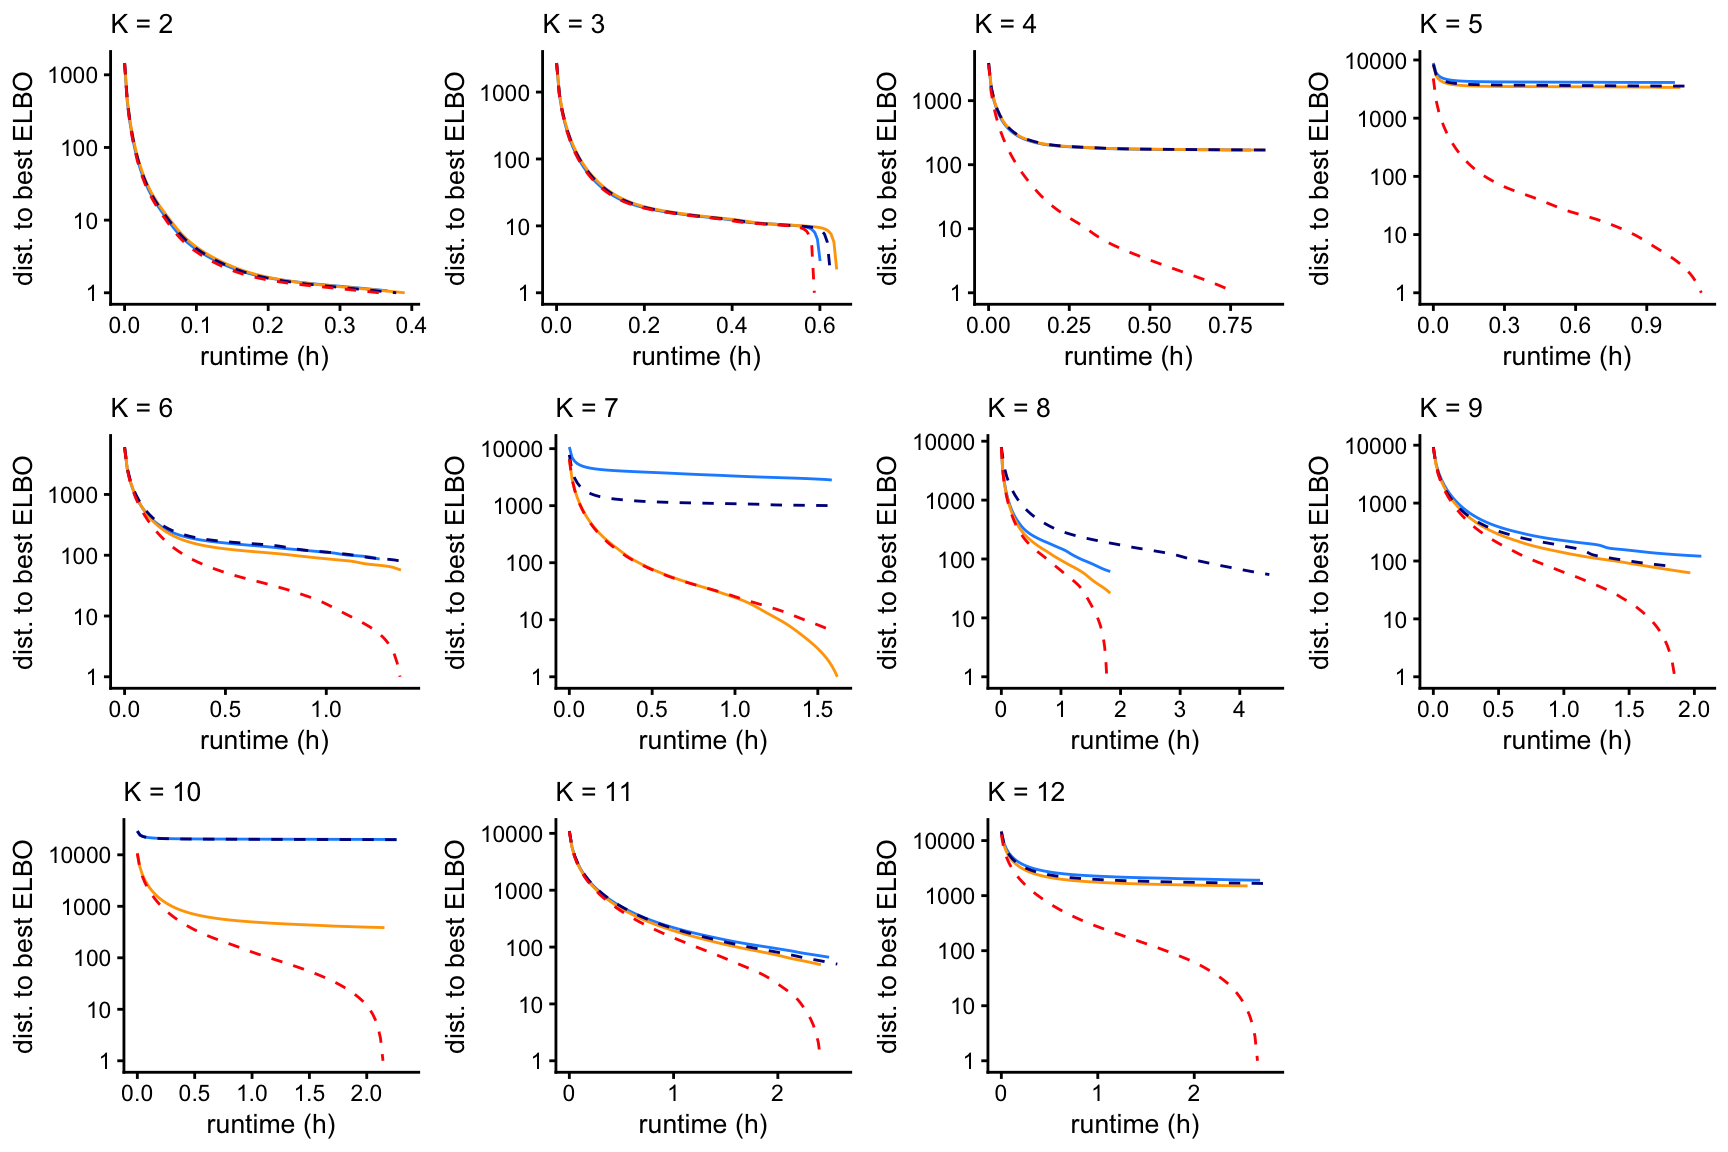 K = 2
dist. to best ELBO
1000
100
10
1
0.0 0.1 0.2 0.3 0.4
runtime (h)
K = 3
dist. to best ELBO
1000
100
10
1
0.0 0.2 0.4 0.6
runtime (h)
K = 4
dist. to best ELBO
1000
100
10
1
0.00 0.25 0.50 0.75
runtime (h)
K = 5
dist. to best ELBO
10000
1000
100
10
1
0.0 0.3 0.6 0.9
runtime (h)
K = 6
dist. to best ELBO
1000
100
10
1
0.0 0.5 1.0
runtime (h)
K = 7
dist. to best ELBO
10000
1000
100
10
1
0.0 0.5 1.0 1.5
runtime (h)
K = 8
dist. to best ELBO
10000
1000
100
10
1
0 1 2 3 4
runtime (h)
K = 9
dist. to best ELBO
10000
1000
100
10
1
0.0 0.5 1.0 1.5 2.0
runtime (h)
K = 10
dist. to best ELBO
10000
1000
100
10
1
0.0 0.5 1.0 1.5 2.0
runtime (h)
K = 11
dist. to best ELBO
10000
1000
100
10
1
0 1 2
runtime (h)
K = 12
dist. to best ELBO
10000
1000
100
10
1
0 1 2
runtime (h)